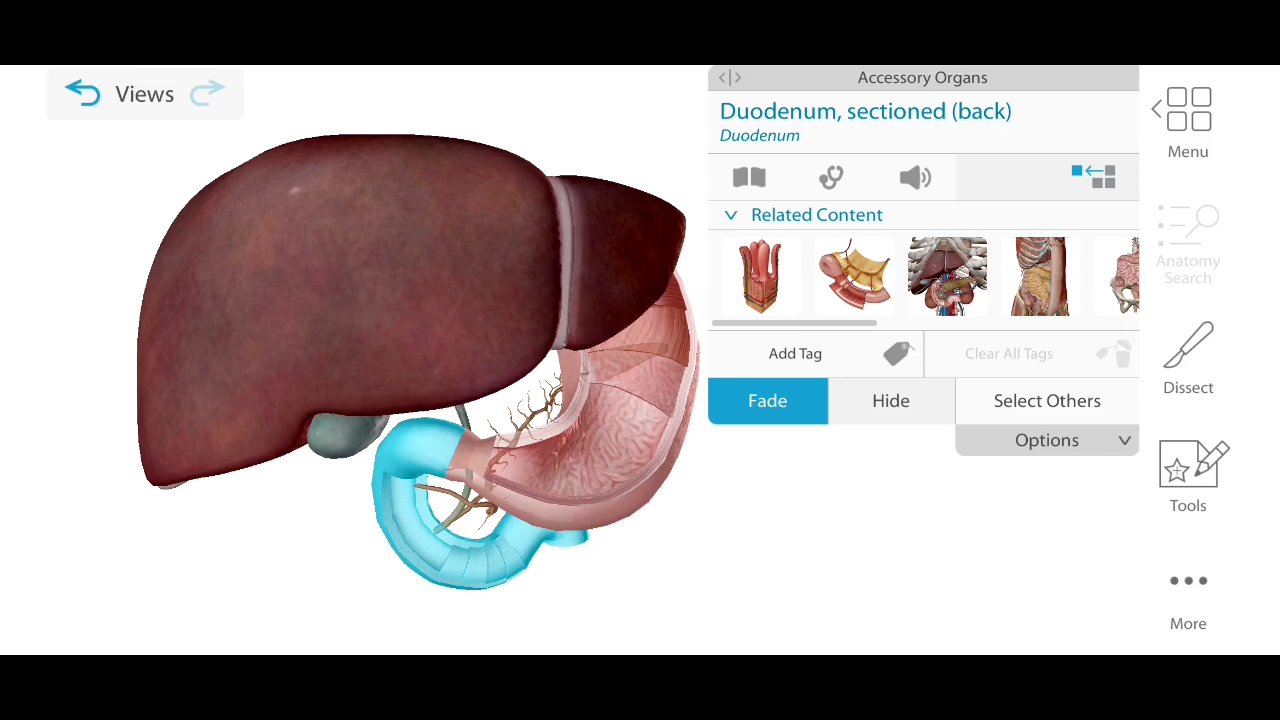 Views
Accessory Organs
Duodenum, sectioned (back)
Duodenum
Related Content
Add Tag
Clear All Tags
Fade
Hide
Select Others
Options
Menu
Anatomy
Search
Dissect
Tools
More